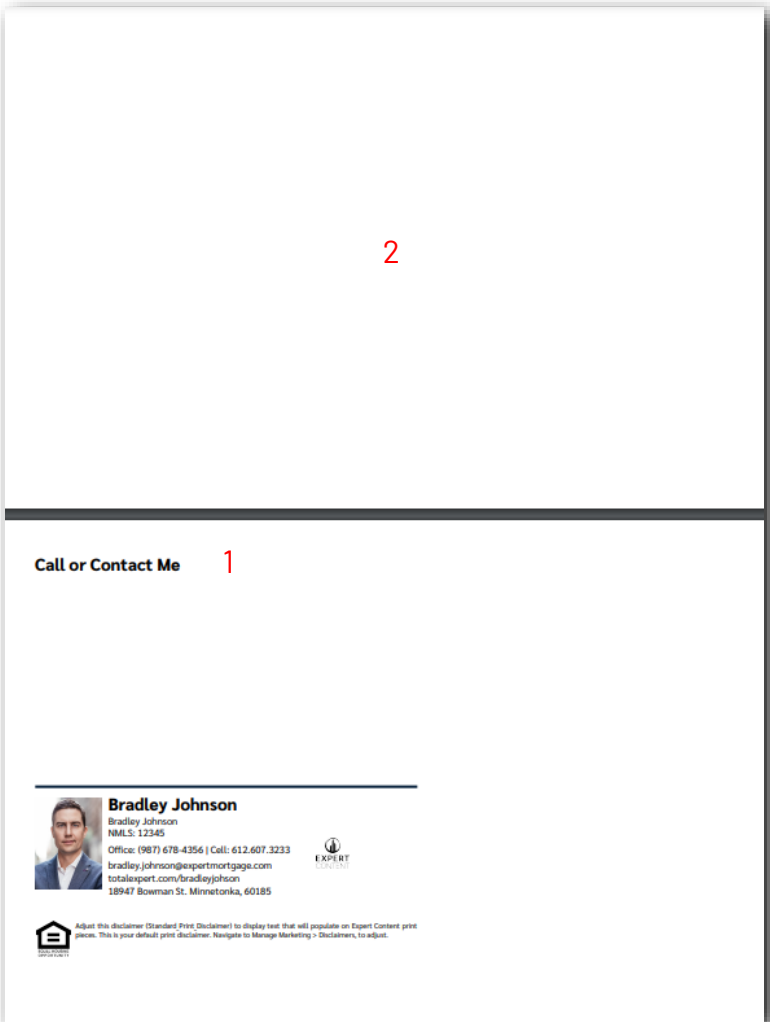 2
Call or Contact Me
1
Bradley Johnson
Bradley Johnson
NMLS: 12345
Office: (987) 678-4356 | Cell: 612.607.3233
bradley.johnson@expertmortgage.com
totalexpert.com/bradleyjohson
18947 Bowman St. Minnetonka, 60185
EXPERT
CONTENT
Adjust this disclaimer (Standard_Print_Disclaimer) to display text that will populate on Expert Content print
pieces. This is your default print disclaimer. Navigate to Manage Marketing > Disclaimers, to adjust.
EQUAL HOUSING
OPPORTUNITY